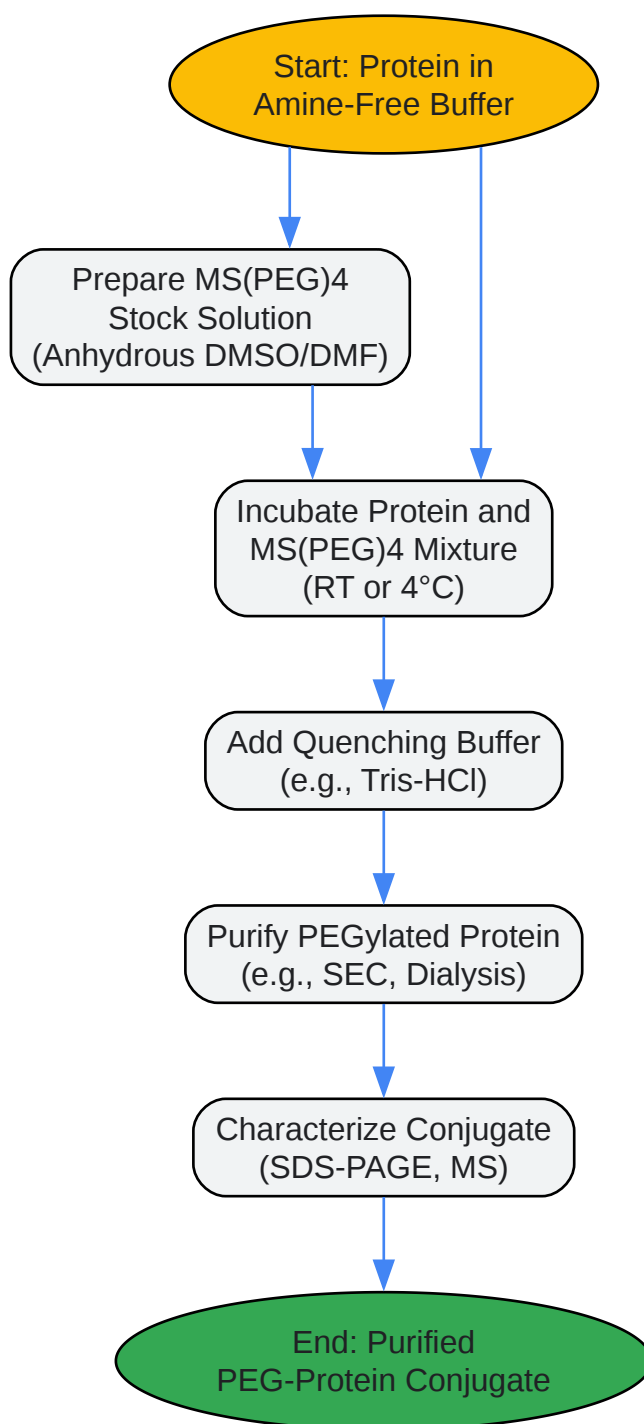 Start: Protein in
Amine-Free Buffer
Prepare MS(PEG)4
Stock Solution
(Anhydrous DMSO/DMF)
Incubate Protein and
MS(PEG)4 Mixture
(RT or 4°C)
Add Quenching Buffer
(e.g., Tris-HCl)
Purify PEGylated Protein
(e.g., SEC, Dialysis)
Characterize Conjugate
(SDS-PAGE, MS)
End: Purified
PEG-Protein Conjugate